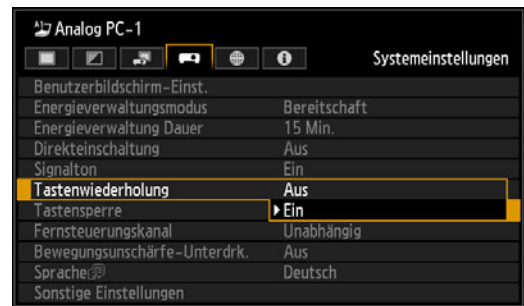 Analog PC-1
Systemeinstellungen
Benutzerbildschirm-Einst.
Energieverwaltungsmodus Bereitschaft
Energieverwaltung Dauer 15 Min.
Direkteinschaltung Aus
Signalton Ein
Tastenwiederholung Aus
Tastensperre Ein
Fernsteuerungskanal Unabhängig
Bewegungsunschärfe-Unterdrk. Aus
Sprache Deutsch
Sonstige Einstellungen